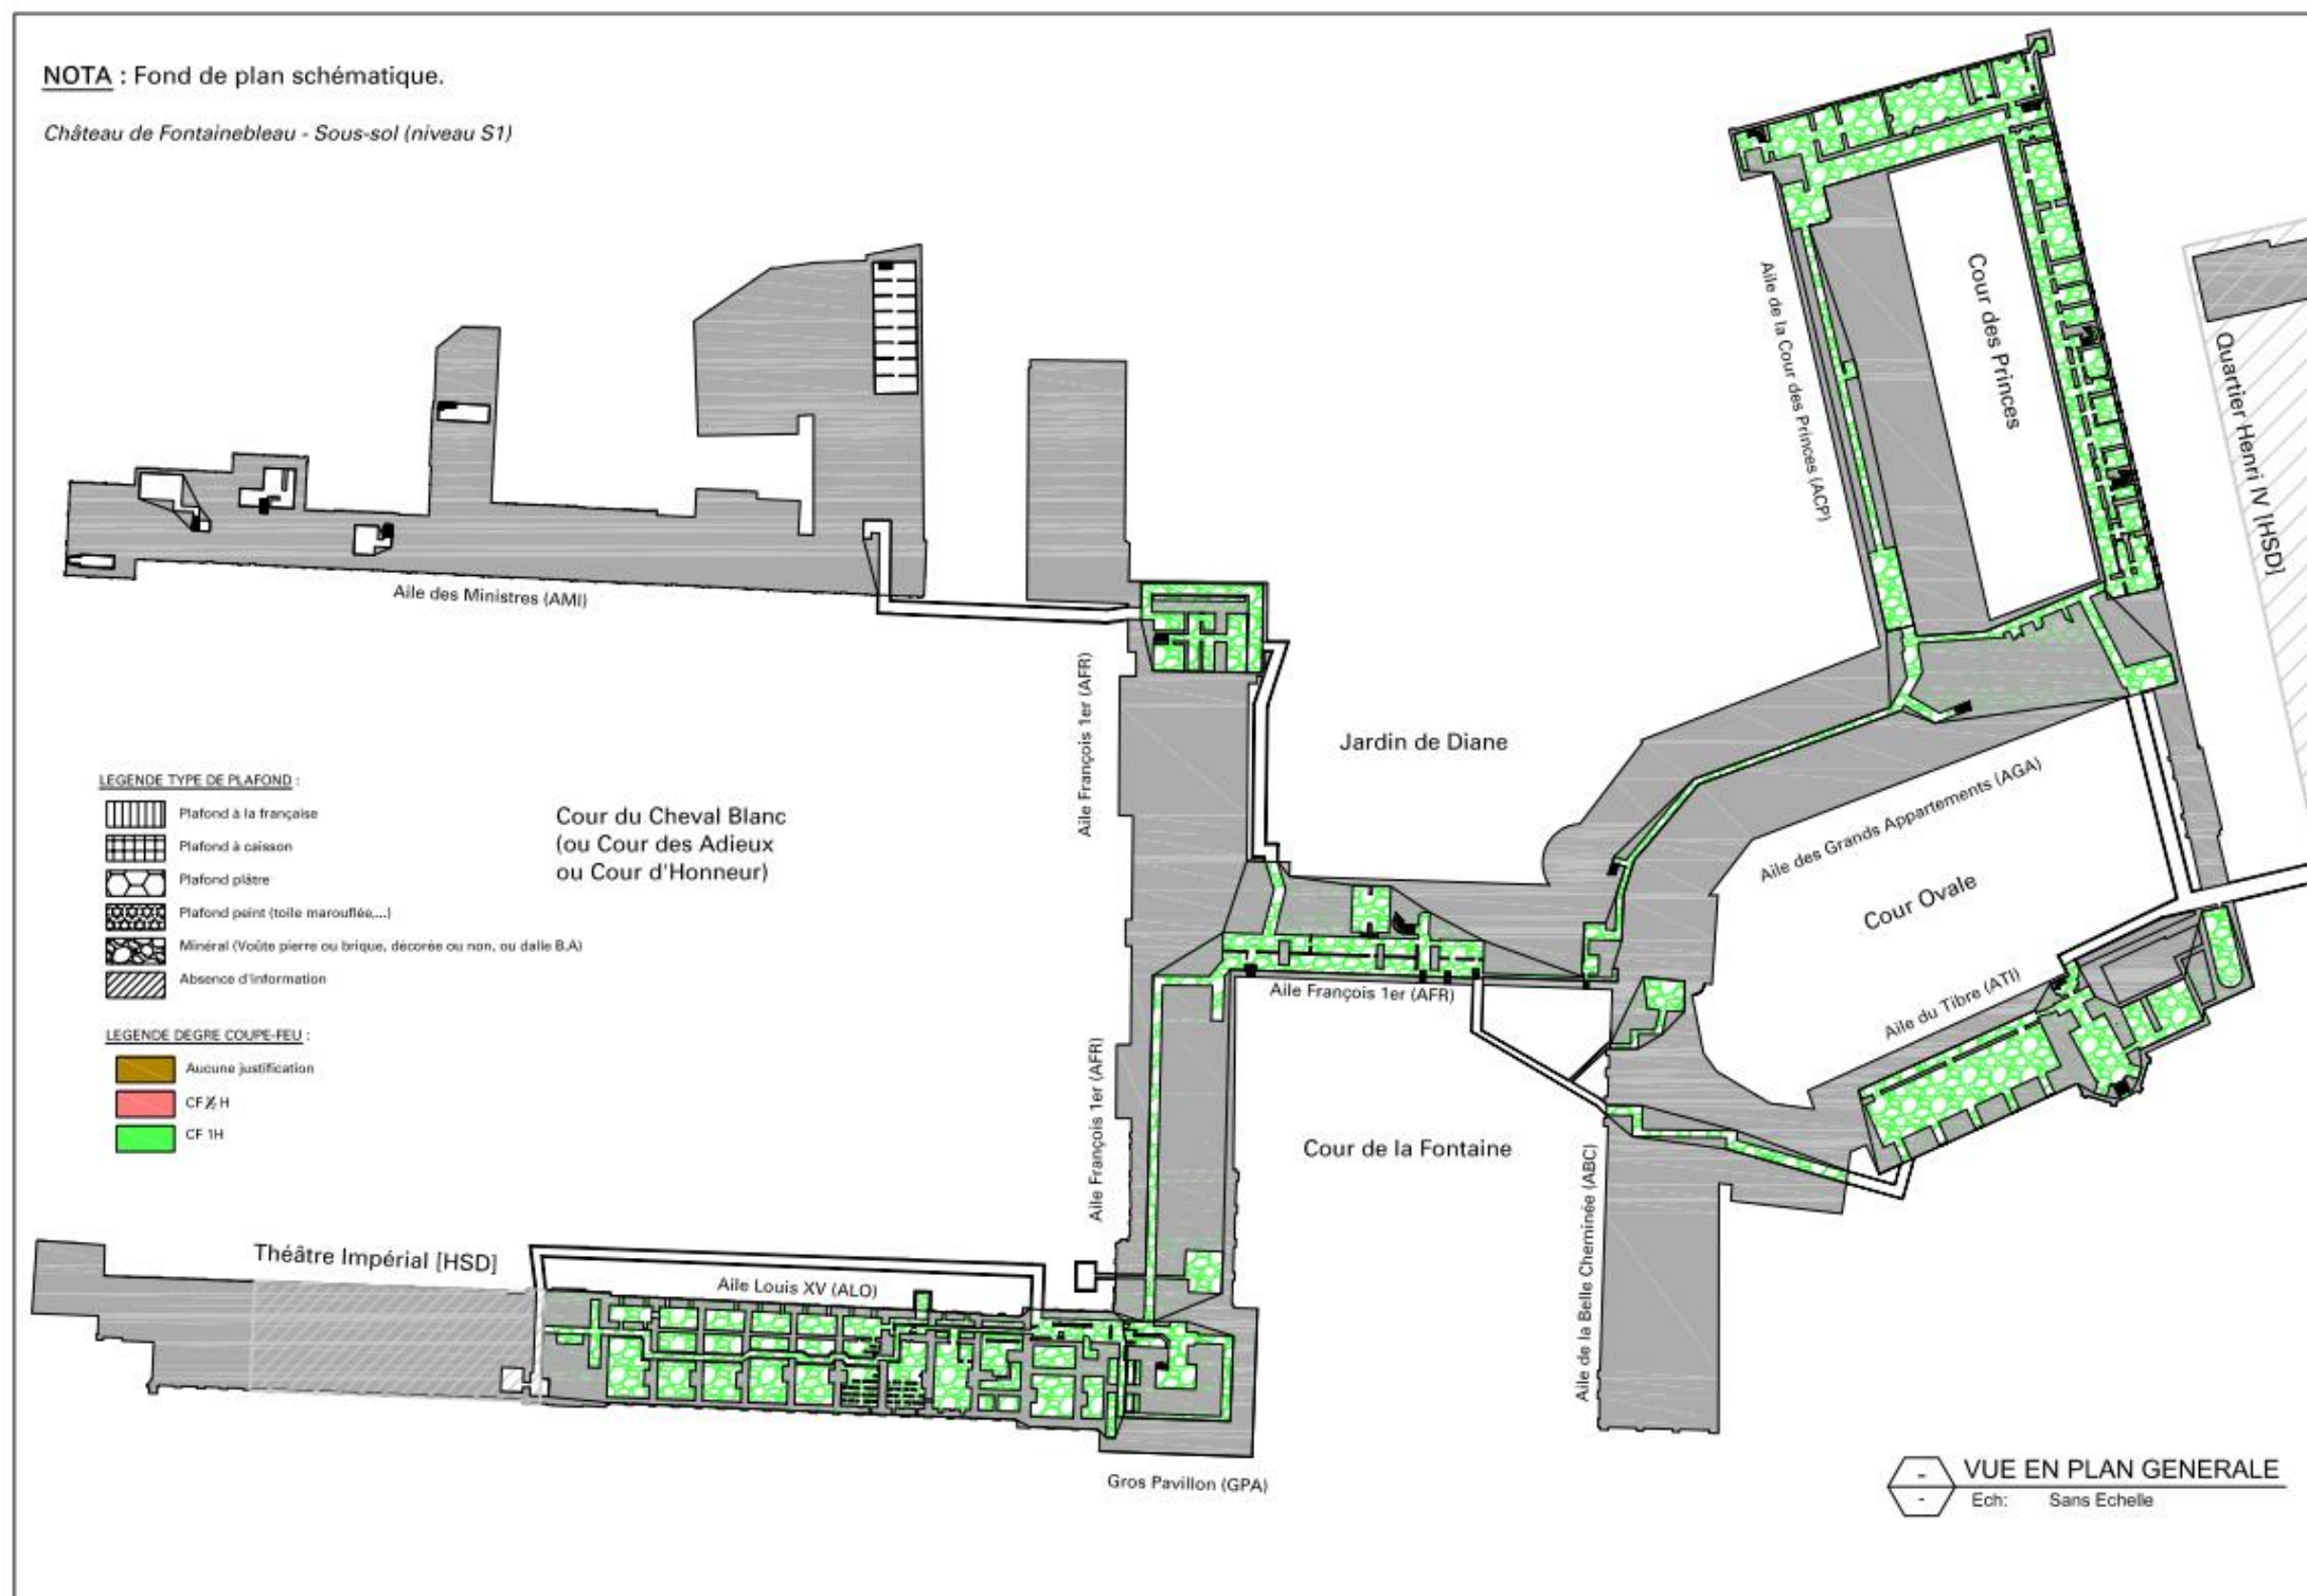 NOTA : Fond de plan schématique.
Château de Fontainebleau - Sous-sol (niveau S1)
Aile de la Cour des Princes (ACP)
Cour des Princes
Quartier Henri IV [HSD]
Aile des Ministres (AMI)
Aile François 1er (AFR)
Jardin de Diane
LEGENDE TYPE DE PLAFOND :
Plafond à la française
Plafond à caisson
Plafond plâtre
Plafond peint (toile marouflée,...)
Minéral (Voûte pierre ou brique, décorée ou non, ou dalle B.A)
Absence d'information
Cour du Cheval Blanc
(ou Cour des Adieux
ou Cour d'Honneur)
Aile des Grands Appartements (AGA)
Cour Ovale
Aile François 1er (AFR)
Aile du Tibre (ATI)
LEGENDE DEGRE COUPE-FEU :
Aucune justification
CF ½ H
CF 1H
Aile François 1er (AFR)
Cour de la Fontaine
Aile de la Belle Cheminée (ABC)
Théâtre Impérial [HSD]
Aile Louis XV (ALO)
Gros Pavillon (GPA)
- VUE EN PLAN GENERALE
- Ech: Sans Echelle